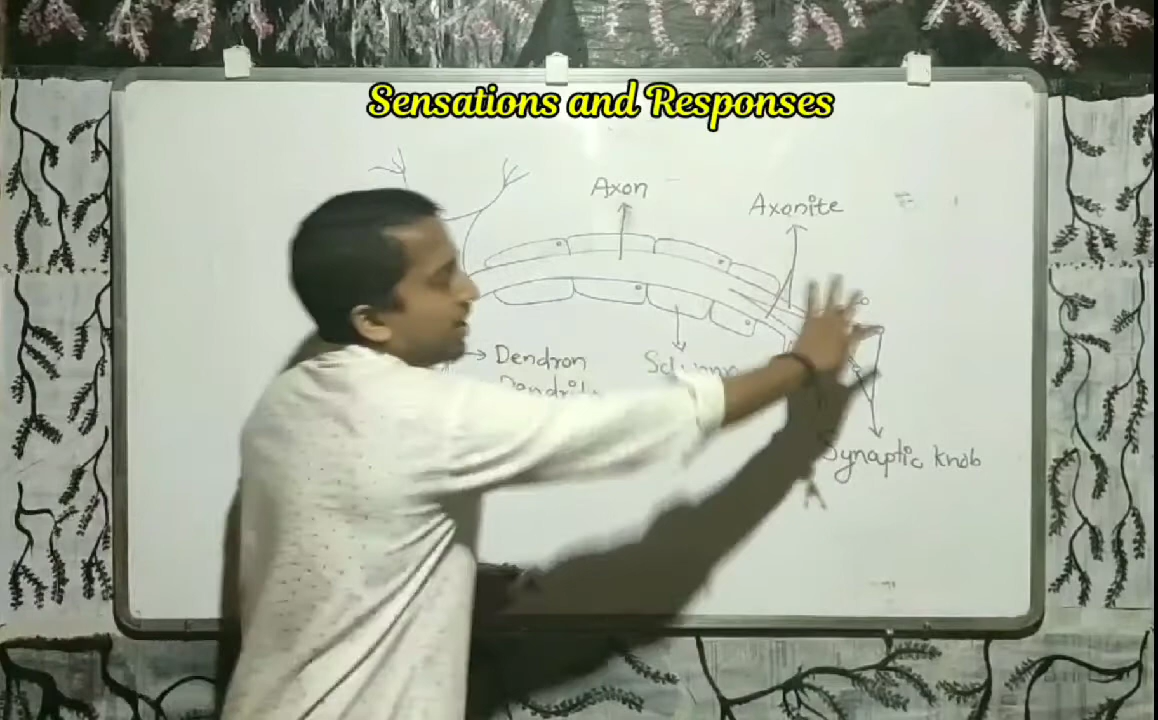 Sensations and Responses
Axon
Axonite
Dendron
Synaptic knob